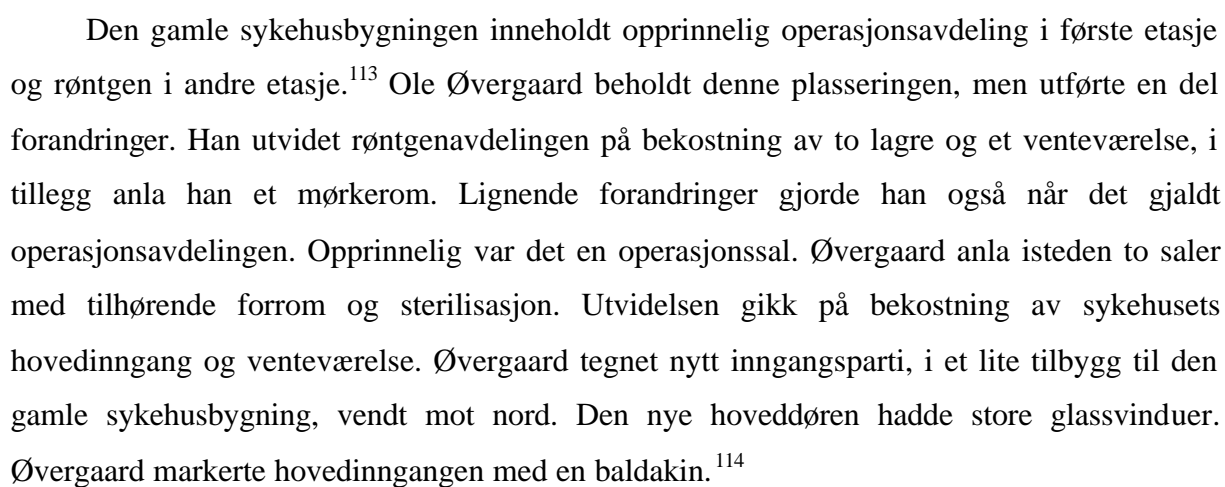 Den gamle sykehusbygningen inneholdt opprinnelig operasjonsavdeling i første etasje
og røntgen i andre etasje.113 Ole Øvergaard beholdt denne plasseringen, men utførte en del
forandringer. Han utvidet røntgenavdelingen på bekostning av to lagre og et venteværelse, i
tillegg anla han et mørkerom. Lignende forandringer gjorde han også når det gjaldt
operasjonsavdelingen. Opprinnelig var det en operasjonssal. Øvergaard anla isteden to saler
med tilhørende forrom og sterilisasjon. Utvidelsen gikk på bekostning av sykehusets
hovedinngang og venteværelse. Øvergaard tegnet nytt inngangsparti, i et lite tilbygg til den
gamle sykehusbygning, vendt mot nord. Den nye hoveddøren hadde store glassvinduer.
Øvergaard markerte hovedinngangen med en baldakin.114